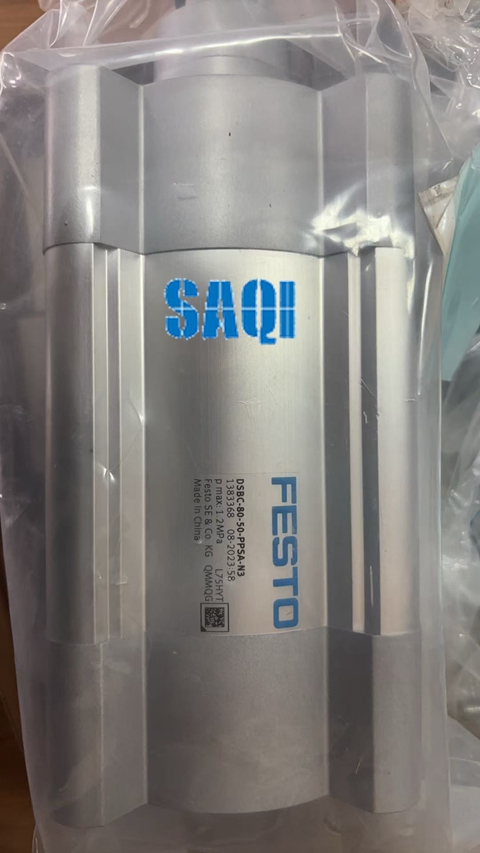 SAQI
FESTO
DSBC-80-50-PPSA-N3
1383368 08-2023:58
p max:1.2MPa L75HYT
Festo SE & Co. KG QMMQG
Made in China